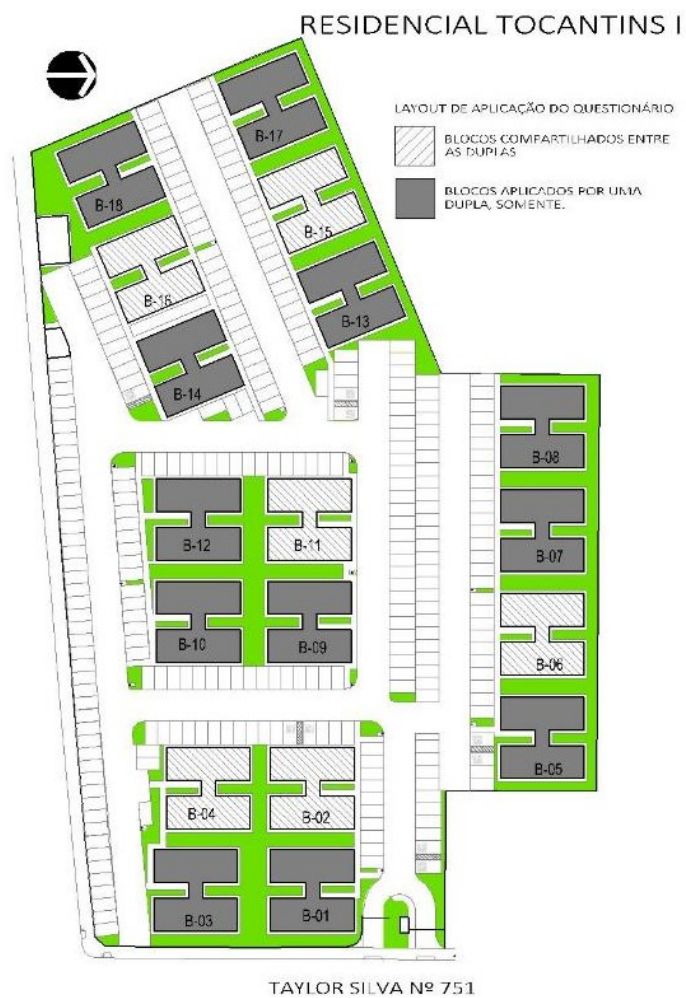 RESIDENCIAL TOCANTINS I
LAYOUT DE APLICAÇÃO DO QUESTIONÁRIO
BLOCOS COMPARTILHADOS ENTRE
AS DUPLAS
BLOCOS APLICADOS POR UMA
DUPLA, SOMENTE.
B-17
B-18
B-15
B-16
B-13
B-14
B-08
B-12
B-11
B-07
B-10
B-09
B-06
B-05
B-04
B-02
B-03
B-01
TAYLOR SILVA Nº 751